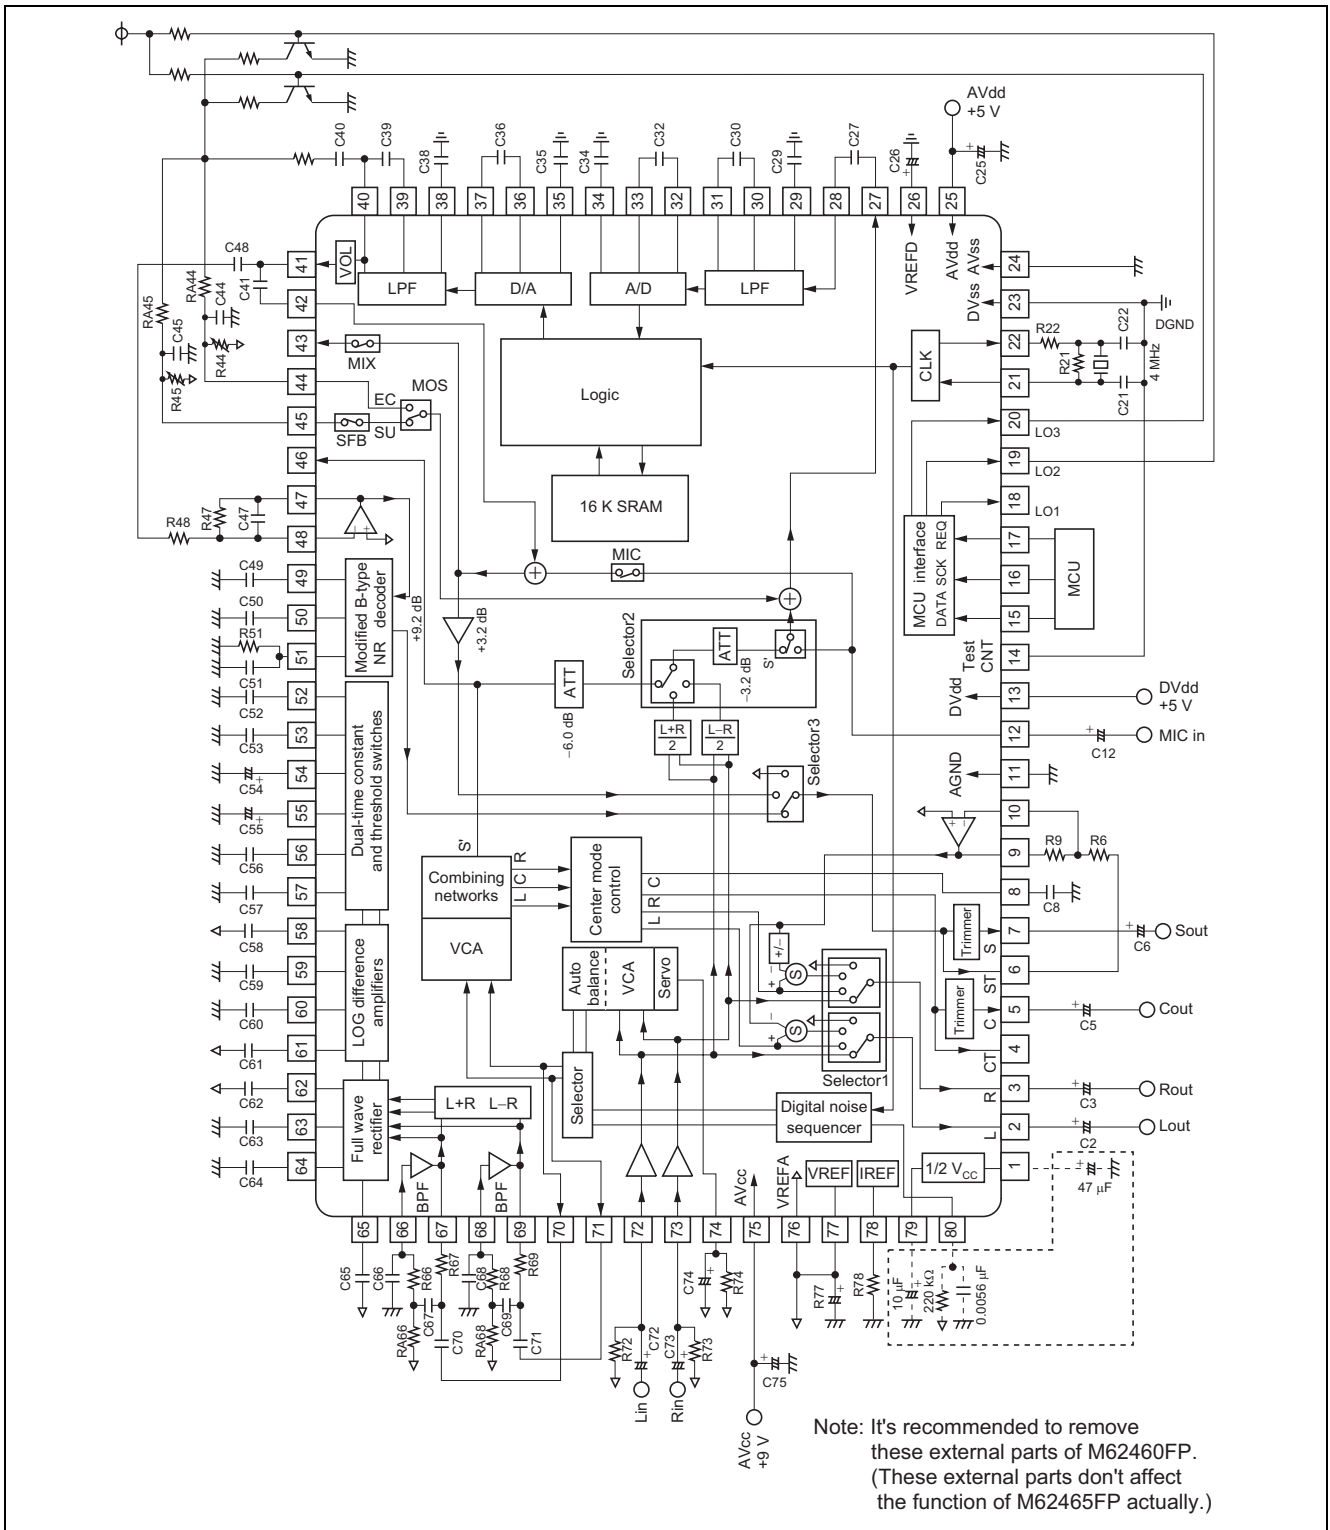 AVdd
+5 V
C40
C39
C38
C36
C35
C34
C32
C30
C29
C27
C26
C25
40
39
38
37
36
35
34
33
32
31
30
29
28
27
26
25
C48
C41
RA44
C44
R44
RA45
C45
R45
41
42
43
44
45
46
47
48
49
50
51
52
53
54
55
56
57
58
59
60
61
62
63
64
VOL
LPF
D/A
A/D
LPF
VREFD
AVdd
AVss
DVss
24
23
22
21
20
19
18
17
16
15
14
13
12
11
10
9
8
7
6
5
4
3
2
1
DGND
R22
C22
R21
C21
4 MHz
MIX
MOS
EC
SU
SFB
Logic
CLK
16 K SRAM
LO3
LO2
LO1
MCU interface
DATA SCK REQ
MCU
Test
CNT
R47
C47
R48
C49
C50
R51
C51
C52
C53
C54
C55
C56
C57
C58
C59
C60
C61
C62
C63
C64
Modified B-type
NR decoder
+9.2 dB
+3.2 dB
MIC
Selector2
ATT
–3.2 dB
S'
ATT
–6.0 dB
L+R
2
L–R
2
Selector3
DVdd
DVdd
+5 V
MIC in
C12
AGND
R9
R6
C8
Dual-time constant
and threshold switches
S'
Combining
networks
VCA
L C R
Center mode
control
L R C
+/–
S
S
Trimmer
S
ST
Trimmer
C
CT
R
L
C6
Sout
C5
Cout
C3
Rout
C2
Lout
LOG difference
amplifiers
Auto
balance
VCA
Servo
Selector1
Selector
Digital noise
sequencer
Full wave
rectifier
L+R L–R
BPF
BPF
AVcc
VREFA
VREF
IREF
1/2 VCC
47 μF
65
66
67
68
69
70
71
72
73
74
75
76
77
78
79
80
C65
C66
R66
R67
RA66
C67
C70
C68
R68
R69
RA68
C69
C71
R72
C72
C73
R73
C74
R74
R77
R78
10 μF
220 kΩ
0.0056 μF
C75
Lin
Rin
AVcc
+9 V
Note: It's recommended to remove
these external parts of M62460FP.
(These external parts don't affect
the function of M62465FP actually.)